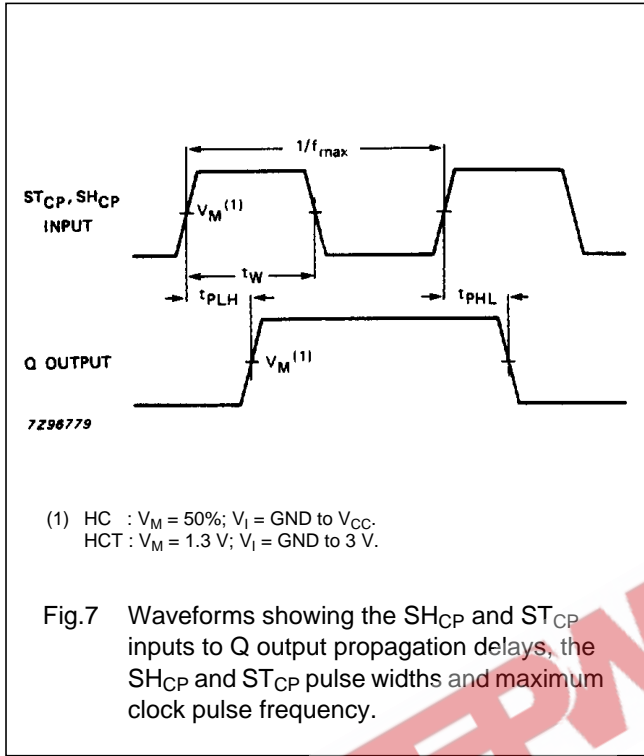 1/fmax
STCP, SHCP
INPUT
VM(1)
tW
tPLH
tPHL
Q OUTPUT
VM(1)
7Z96779
(1) HC : VM = 50%; VI = GND to VCC.
HCT : VM = 1.3 V; VI = GND to 3 V.
Fig.7 Waveforms showing the SHCP and STCP
inputs to Q output propagation delays, the
SHCP and STCP pulse widths and maximum
clock pulse frequency.